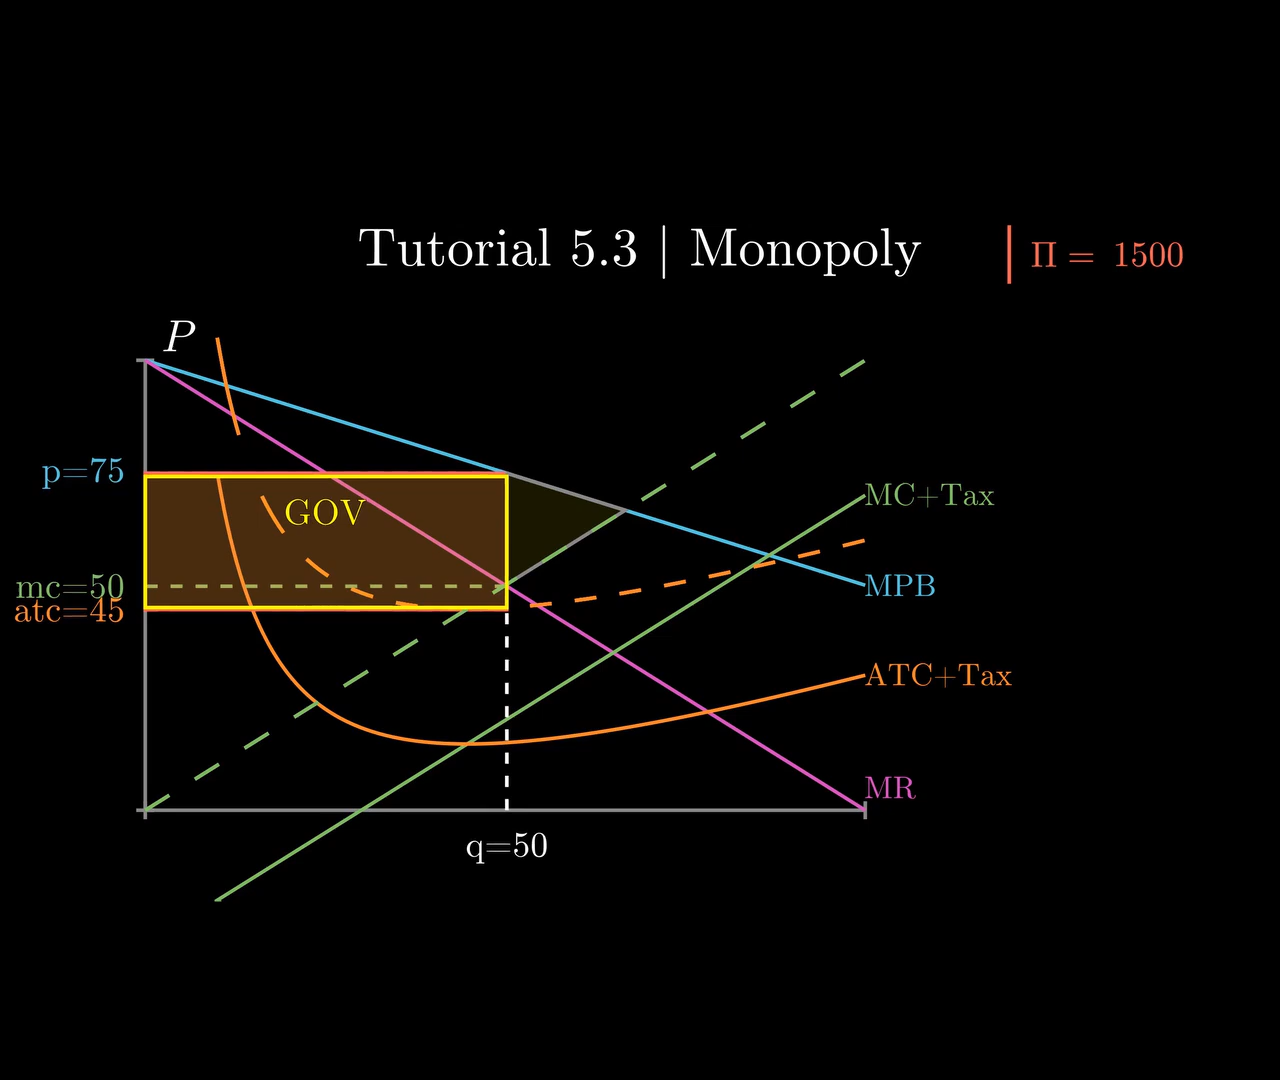 Tutorial 5.3 | Monopoly
Π = 1500
P
p=75
GOV
MC+Tax
mc=50
MPB
atc=45
ATC+Tax
MR
q=50